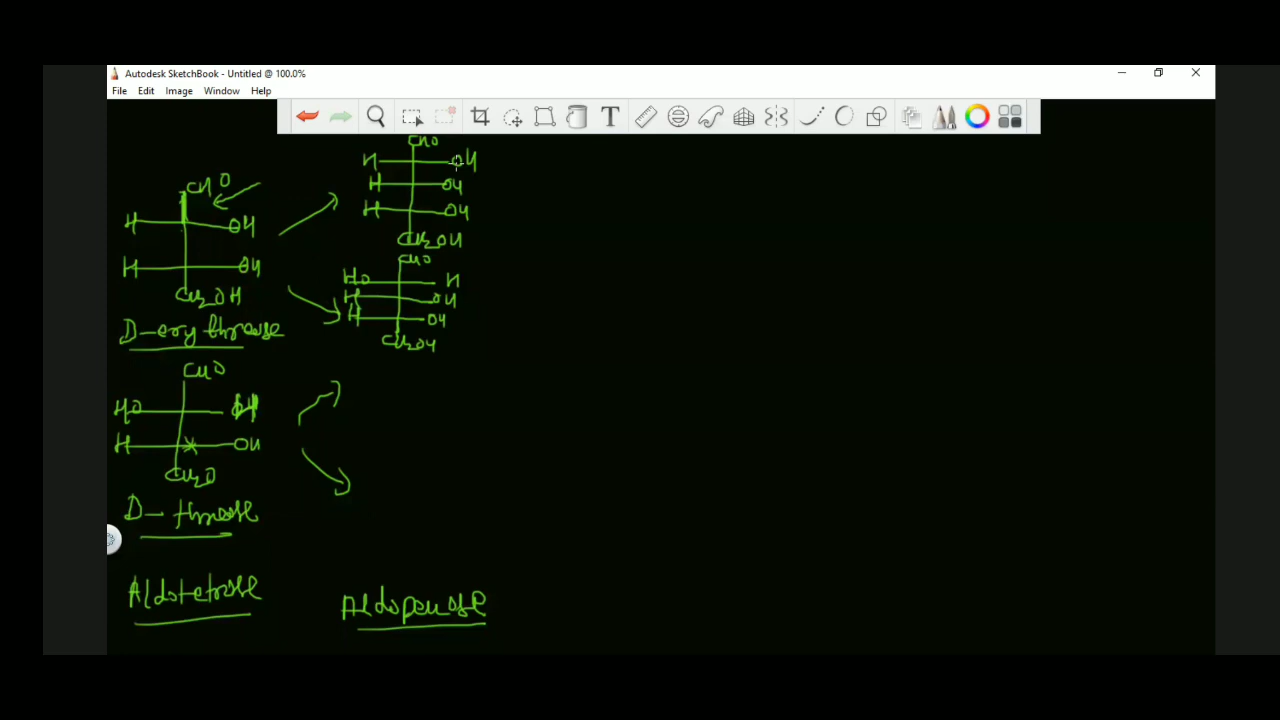 Autodesk SketchBook - Untitled @ 100.0%
File Edit Image Window Help
CHO
H OH
H OH
H OH
CH2OH
CHO
H OH
H OH
CH2OH
D-erythrose
CHO
HO H
H OH
H OH
CH2OH
CHO
HO H
H OH
CH2O
D- threose
Aldotetrose
Aldopenose